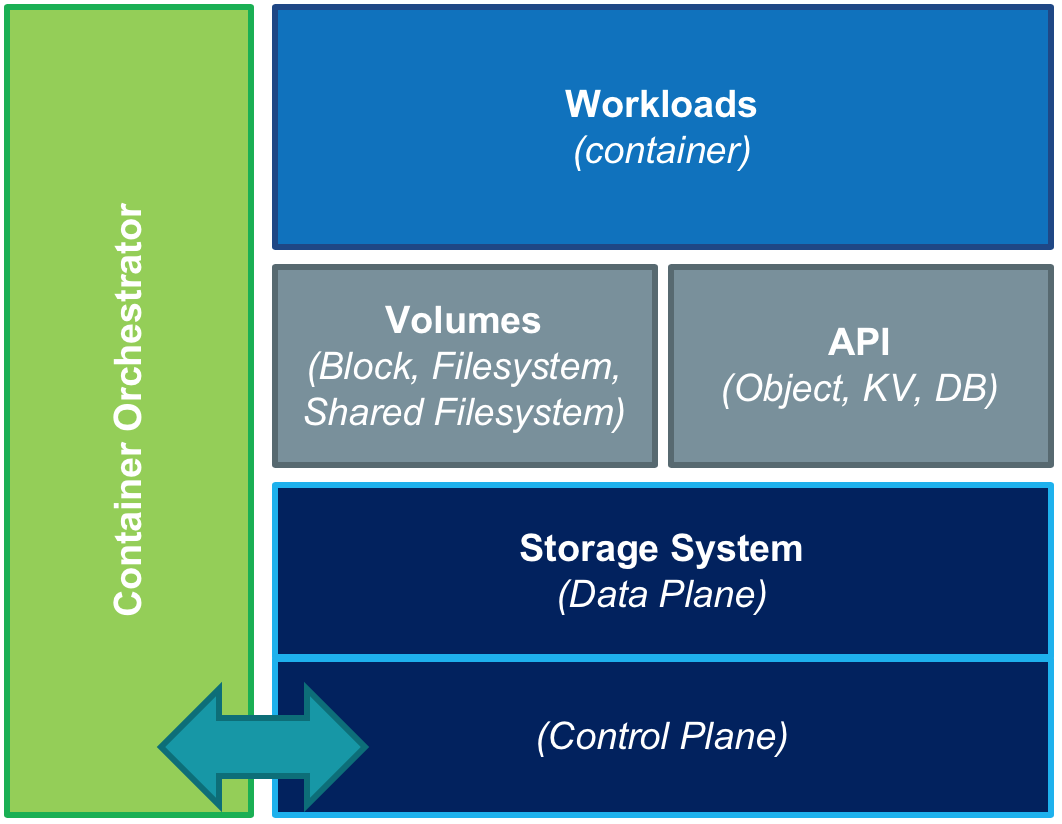 Container Orchestrator
Workloads
(container)
Volumes
(Block, Filesystem,
Shared Filesystem)
API
(Object, KV, DB)
Storage System
(Data Plane)
(Control Plane)